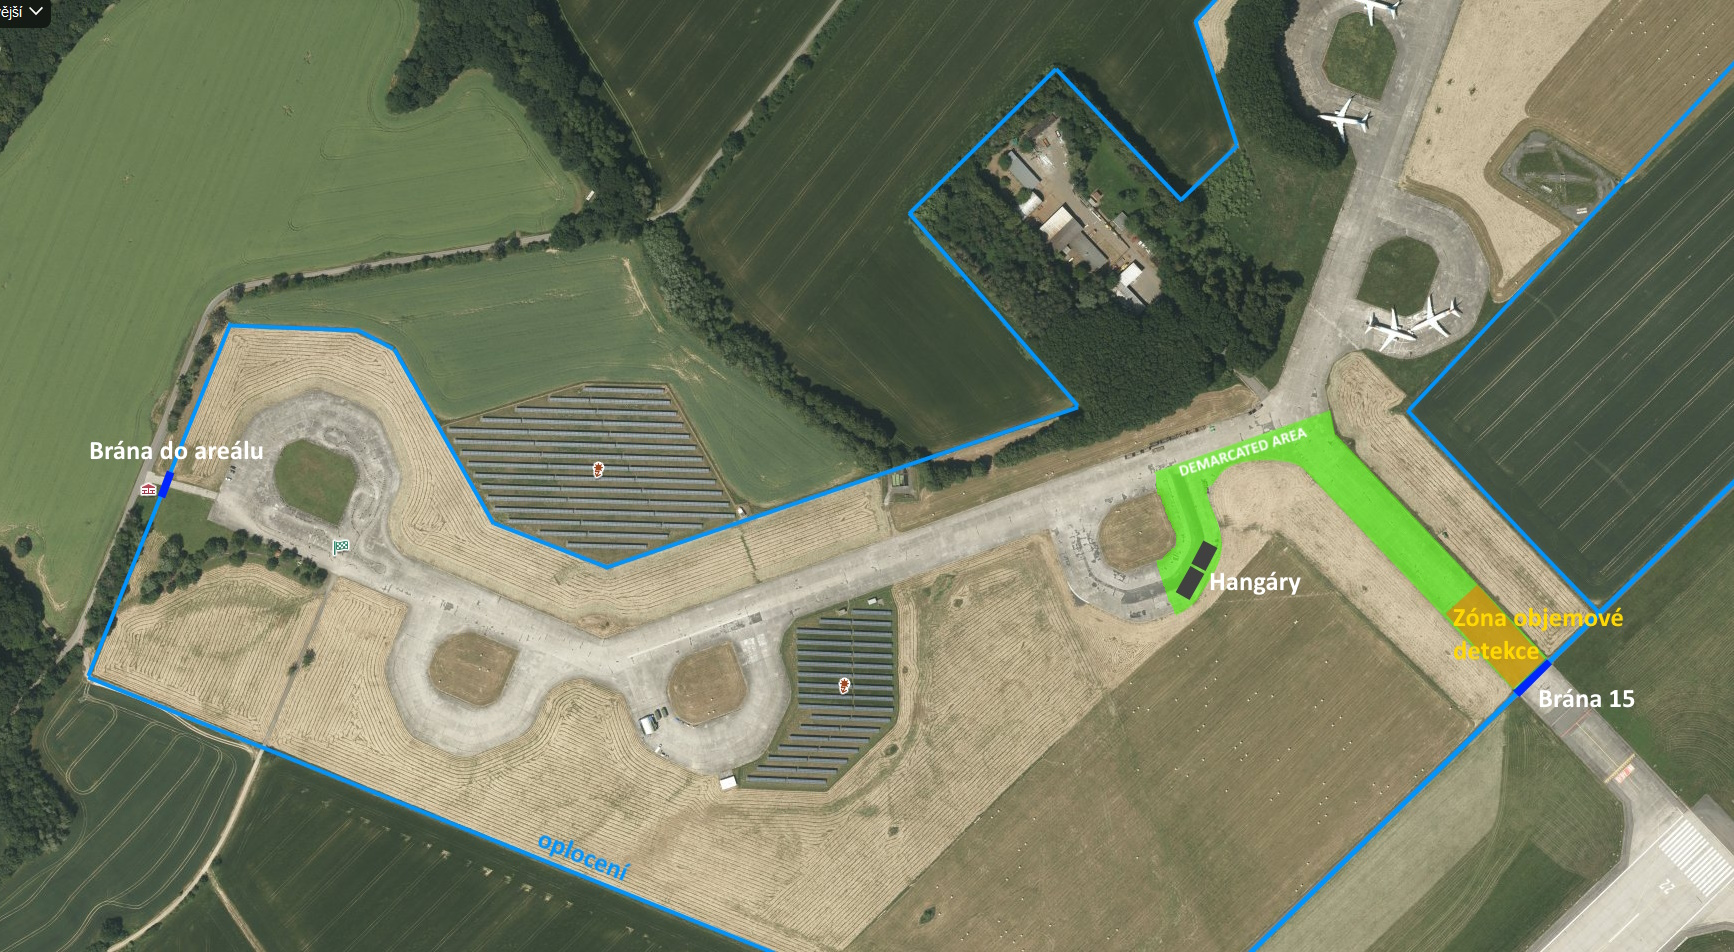 ější
Brána do areálu
DEMARCATED AREA
Hangáry
Zóna objemové
detekce
Brána 15
oplocení
22